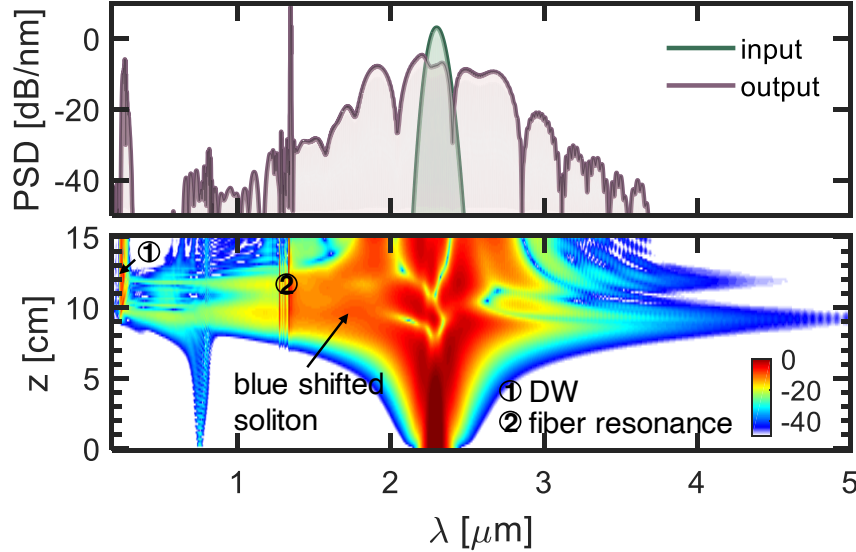 PSD [dB/nm]
0
-20
-40
input
output
z [cm]
15
10
5
0
①
②
blue shifted
soliton
① DW
② fiber resonance
0
-20
-40
1
2
3
4
5
λ [μm]